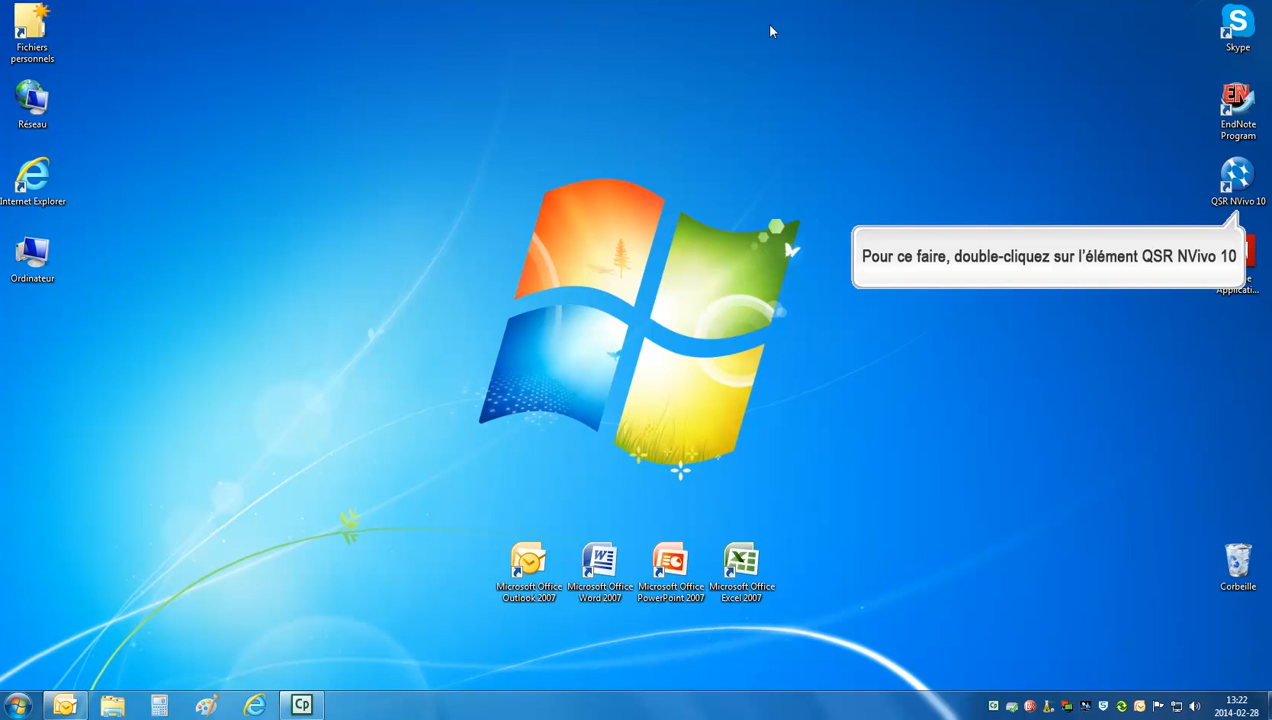 Fichiers
personnels
Réseau
Internet Explorer
Ordinateur
Skype
EndNote
Program
QSR NVivo 10
Pour ce faire, double-cliquez sur l'élément QSR NVivo 10
Applicati...
Microsoft Office
Outlook 2007
Microsoft Office
Word 2007
Microsoft Office
PowerPoint 2007
Microsoft Office
Excel 2007
Corbeille
Cp
13:22
2014-02-28